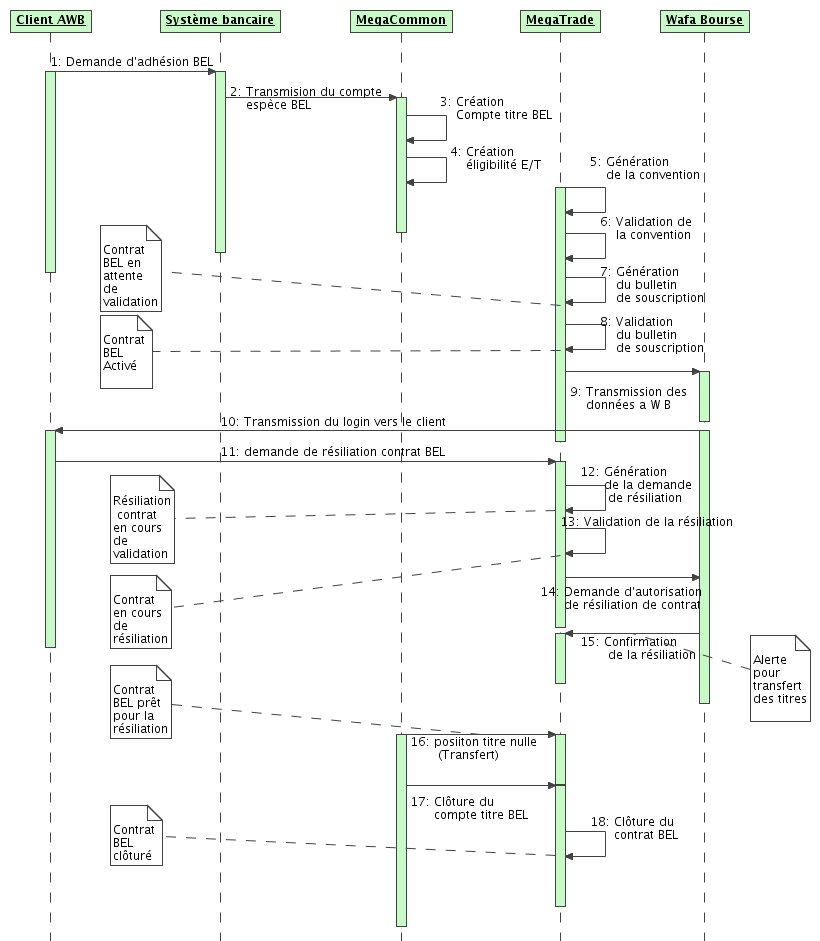 Client AWB
Système bancaire
MegaCommon
MegaTrade
Wafa Bourse
1: Demande d'adhésion BEL
2: Transmision du compte
espèce BEL
3: Création
Compte titre BEL
4: Création
éligibilité E/T
5: Génération
de la convention
6: Validation de
la convention
Contrat
BEL en
attente
de
validation
7: Génération
du bulletin
de souscription
Contrat
BEL
Activé
8: Validation
du bulletin
de souscription
9: Transmission des
données a W B
10: Transmission du login vers le client
11: demande de résiliation contrat BEL
12: Génération
de la demande
de résiliation
Résiliation
contrat
en cours
de
validation
13: Validation de la résiliation
Contrat
en cours
de
résiliation
14: Demande d'autorisation
de résiliation de contrat
15: Confirmation
de la résiliation
Alerte
pour
transfert
des titres
Contrat
BEL prêt
pour la
résiliation
16: posiiton titre nulle
(Transfert)
17: Clôture du
compte titre BEL
18: Clôture du
contrat BEL
Contrat
BEL
clôturé